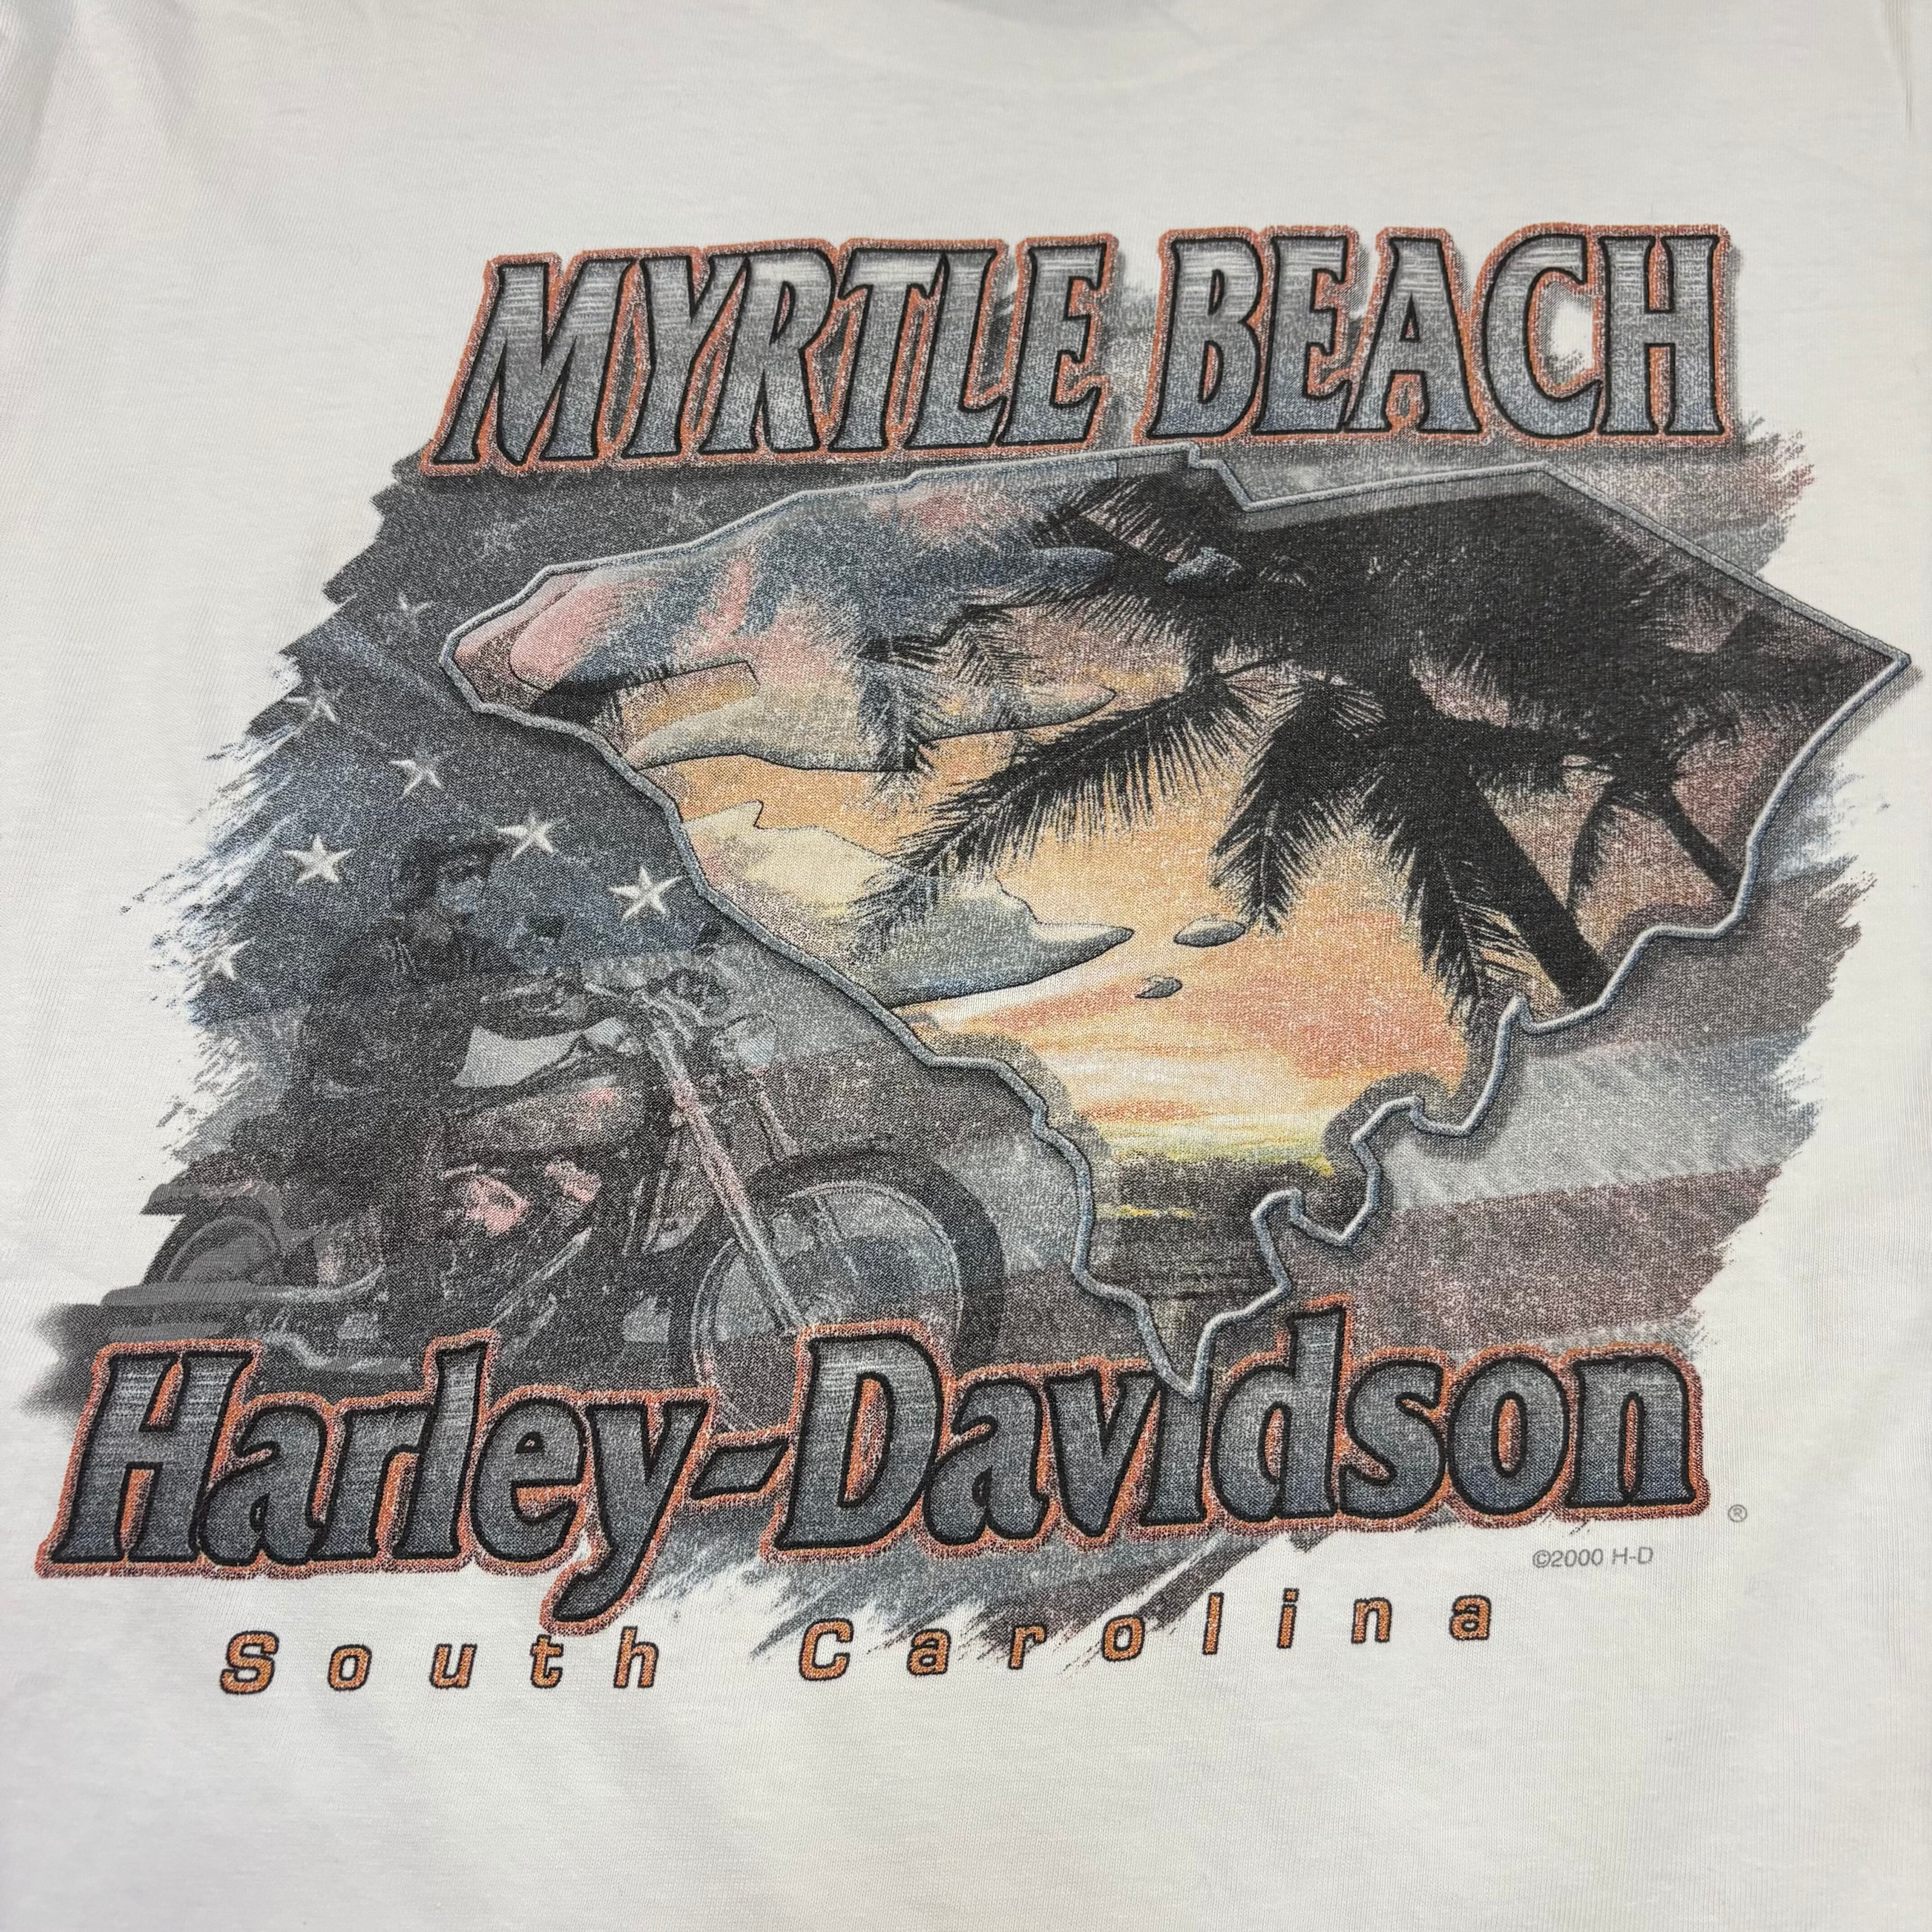 MYRTLE BEACH
Harley-Davidson ®
©2000 H-D
South Carolina